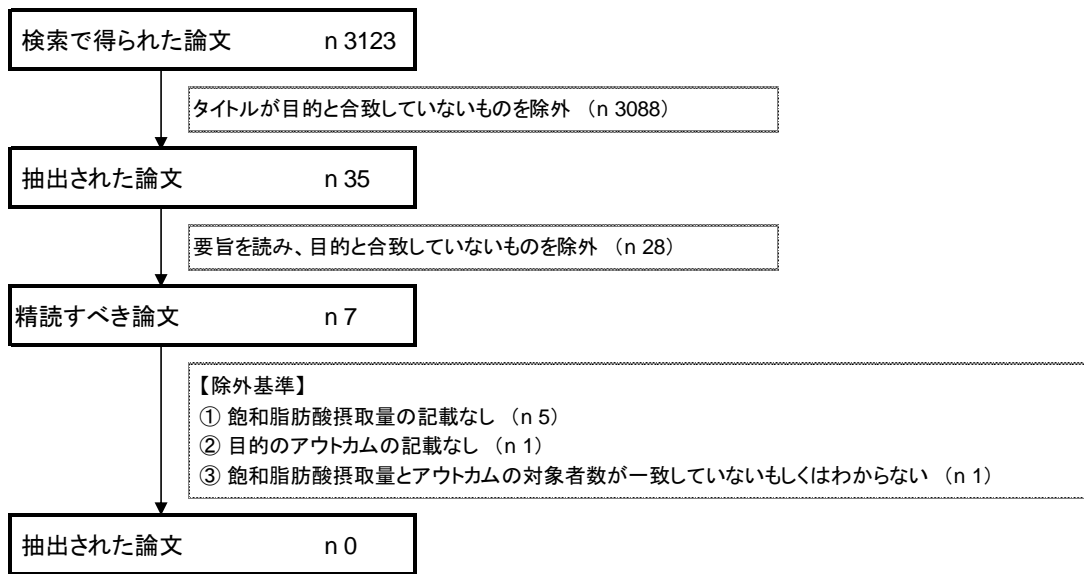 検索で得られた論文 n 3123
タイトルが目的と合致していないものを除外 （n 3088）
抽出された論文 n 35
要旨を読み、目的と合致していないものを除外 （n 28）
精読すべき論文 n 7
【除外基準】
① 飽和脂肪酸摂取量の記載なし （n 5）
② 目的のアウトカムの記載なし （n 1）
③ 飽和脂肪酸摂取量とアウトカムの対象者数が一致していないもしくはわからない （n 1）
抽出された論文 n 0